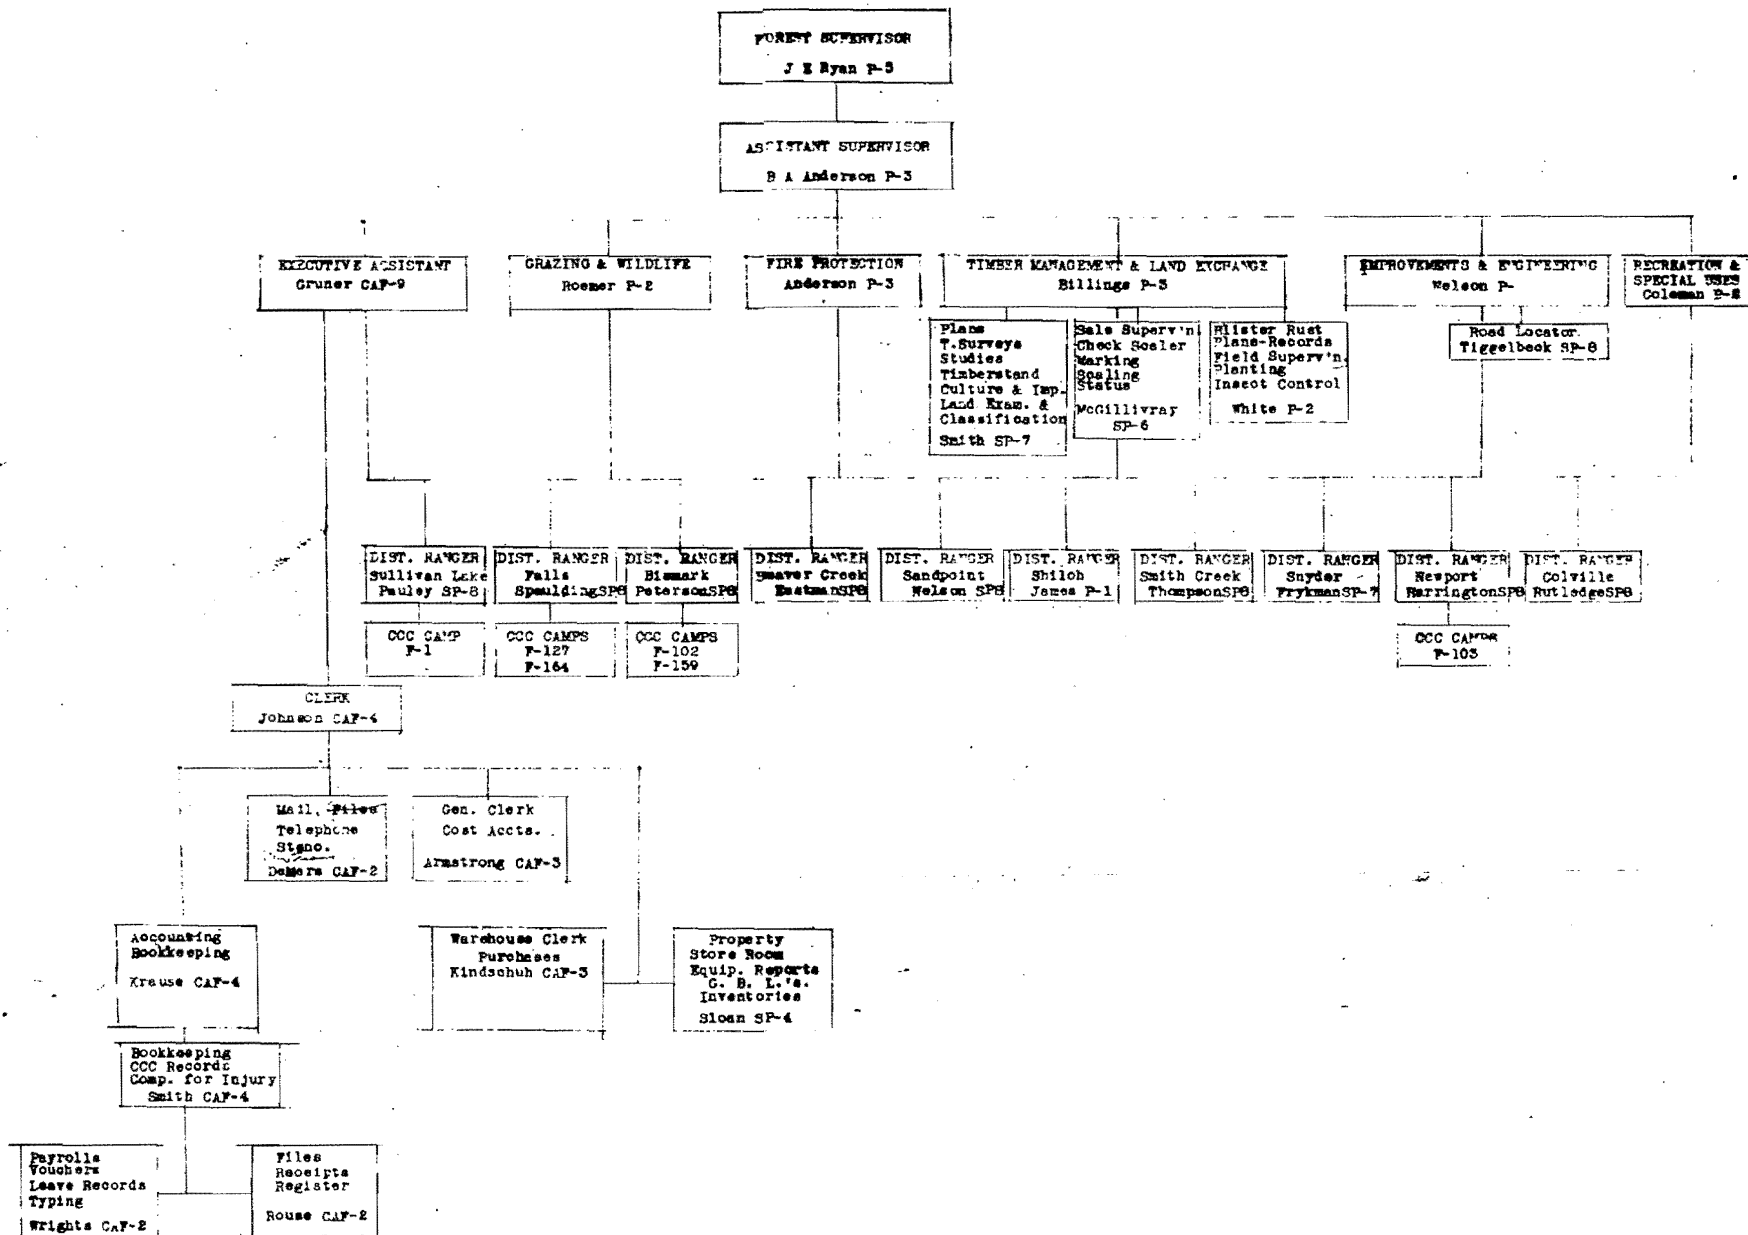 FOREST SUPERVISOR
J E Ryan P-5
ASSISTANT SUPERVISOR
B A Anderson P-3
EXECUTIVE ASSISTANT
Gruner CAF-9
GRAZING & WILDLIFE
Roemer P-2
FIRE PROTECTION
Anderson P-3
TIMBER MANAGEMENT & LAND EXCHANGE
Billings P-3
IMPROVEMENTS & ENGINEERING
Nelson P-
RECREATION &
SPECIAL USES
Coleman P-2
Plans
T.Surveys
Studies
Timberstand
Culture & Imp.
Land Exam. &
Classification
Smith SP-7
Sale Superv'n
Check Scaler
Marking
Scaling
Status
McGillivray
SP-6
Blister Rust
Plans-Records
Field Superv'n.
Planting
Insect Control
White P-2
Road Locator
Tiggelbeck SP-8
DIST. RANGER
Sullivan Lake
Pauley SP-8
DIST. RANGER
Falls
SpauldingSP8
DIST. RANGER
Bismark
PetersonSP8
DIST. RANGER
Beaver Creek
EastmanSP8
DIST. RANGER
Sandpoint
Nelson SP8
DIST. RANGER
Shiloh
James P-1
DIST. RANGER
Smith Creek
ThompsonSP8
DIST. RANGER
Snyder
FrykmanSP-7
DIST. RANGER
Newport
HarringtonSP8
DIST. RANGER
Colville
RutledgeSP8
CCC CAMP
F-1
CCC CAMPS
F-127
F-164
CCC CAMPS
F-102
F-159
CCC CAMPS
F-103
CLERK
Johnson CAF-4
Mail, Files
Telephone
Steno.
DeMers CAF-2
Gen. Clerk
Cost Accts.
Armstrong CAF-3
Accounting
Bookkeeping
Krause CAF-4
Warehouse Clerk
Purchases
Kindschuh CAF-3
Property
Store Room
Equip. Reports
G. B. L.'s.
Inventories
Sloan SP-4
Bookkeeping
CCC Records
Comp. for Injury
Smith CAF-4
Payrolls
Vouchers
Leave Records
Typing
Wrights CAF-2
Files
Receipts
Register
Rouse CAF-2